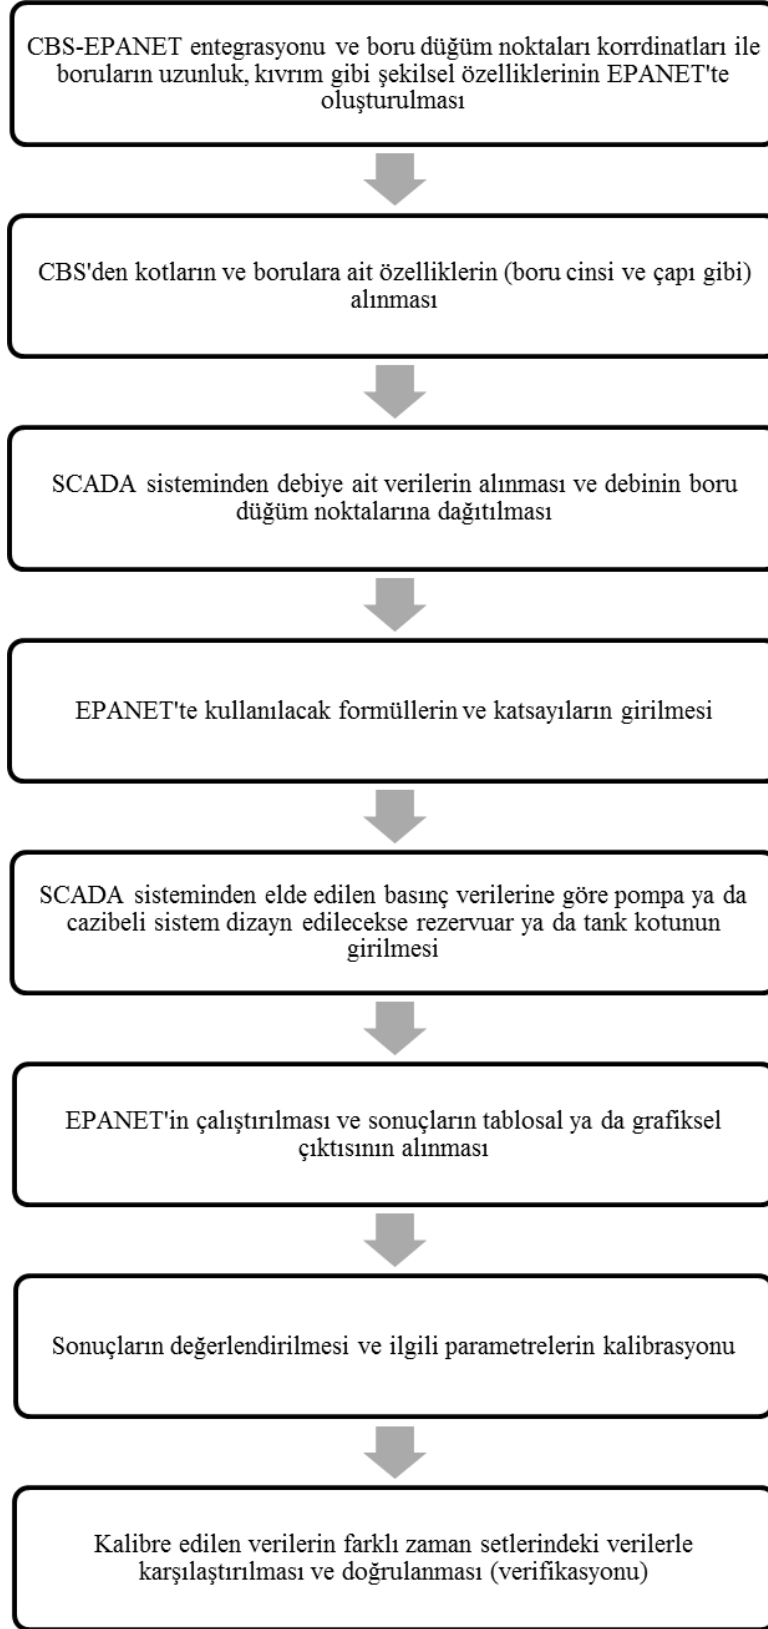 CBS-EPANET entegrasyonu ve boru düğüm noktaları korrdinatları ile
boruların uzunluk, kıvrım gibi şekilsel özelliklerinin EPANET'te
oluşturulması
CBS'den kotların ve borulara ait özelliklerin (boru cinsi ve çapı gibi)
alınması
SCADA sisteminden debiye ait verilerin alınması ve debinin boru
düğüm noktalarına dağıtılması
EPANET'te kullanılacak formüllerin ve katsayıların girilmesi
SCADA sisteminden elde edilen basınç verilerine göre pompa ya da
cazibeli sistem dizayn edilecekse rezervuar ya da tank kotunun
girilmesi
EPANET'in çalıştırılması ve sonuçların tablosal ya da grafiksel
çıktısının alınması
Sonuçların değerlendirilmesi ve ilgili parametrelerin kalibrasyonu
Kalibre edilen verilerin farklı zaman setlerindeki verilerle
karşılaştırılması ve doğrulanması (verifikasyonu)